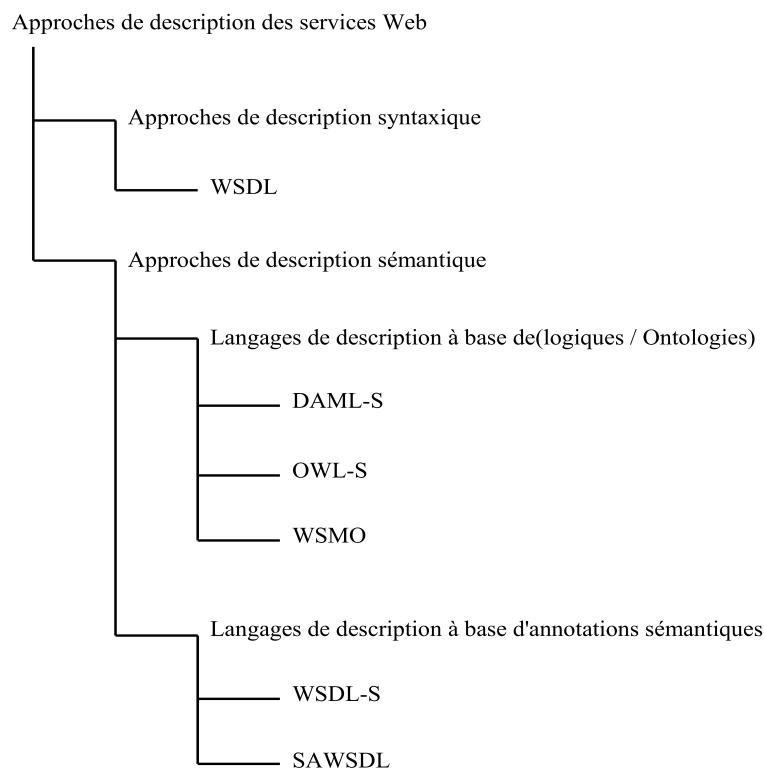 Approches de description des services Web
Approches de description syntaxique
WSDL
Approches de description sémantique
Langages de description à base de(logiques / Ontologies)
DAML-S
OWL-S
WSMO
Langages de description à base d'annotations sémantiques
WSDL-S
SAWSDL